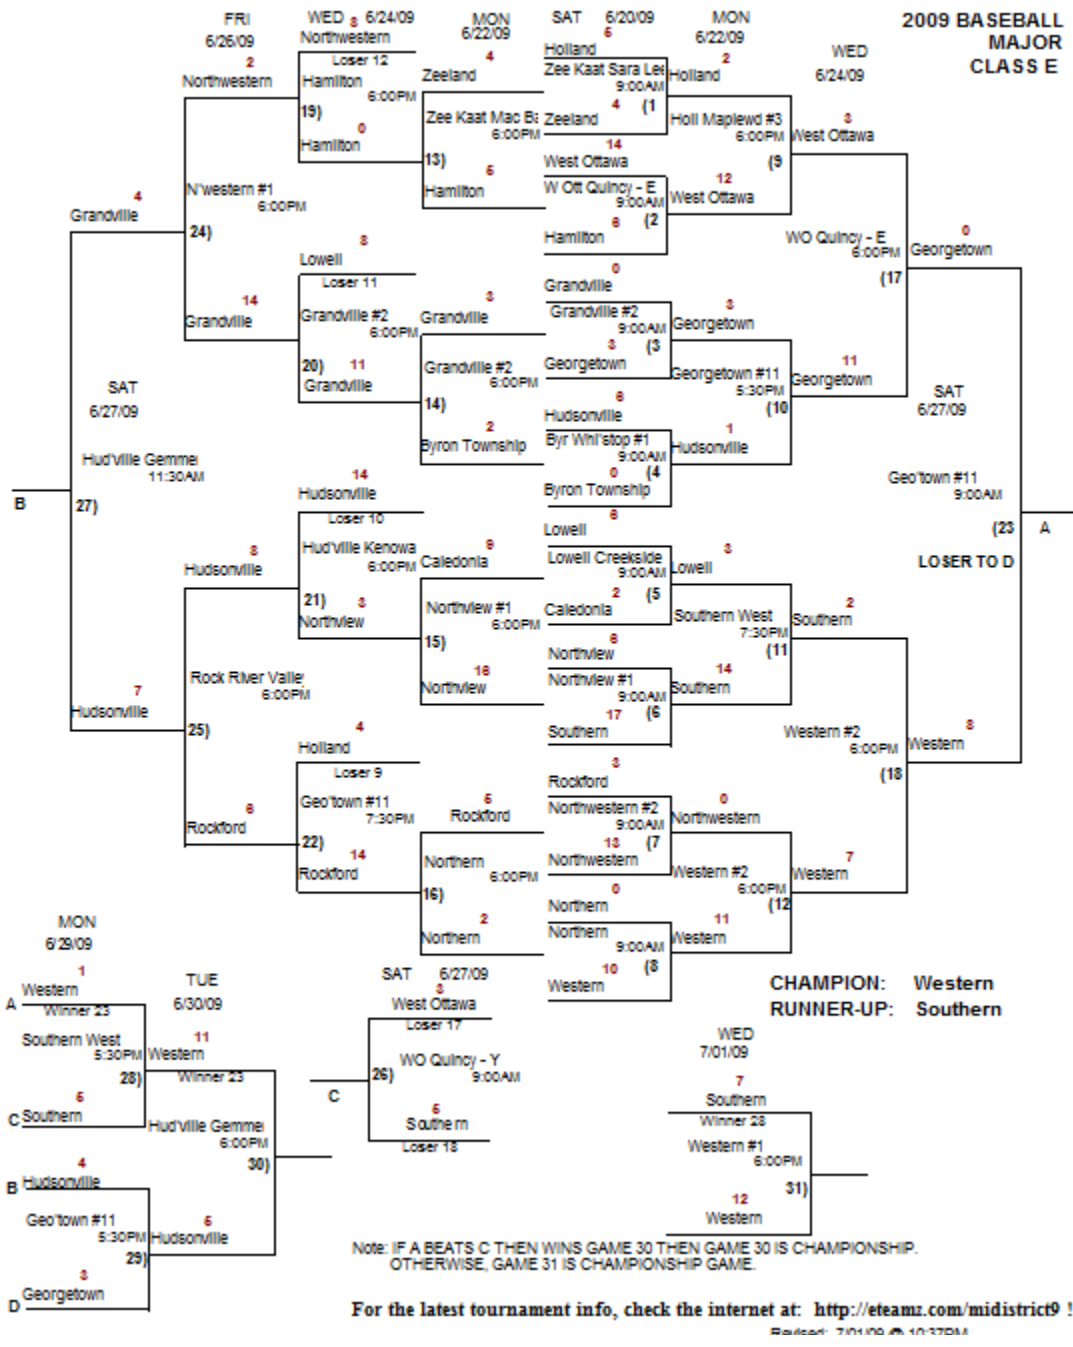 FRI
6/26/09
WED 8 6/24/09
MON
6/22/09
SAT 6/20/09
MON
6/22/09
WED
6/24/09
2009 BASEBALL
MAJOR
CLASS E
Northwestern
Loser 12
Hamilton
6:00PM
19)
0
Hamilton
2
Northwestern
4
Zeeland
Zee Kaat Mac Ba
6:00PM
13)
5
Hamilton
5
Holland
Zee Kaat Sara Lee
9:00AM
4 (1
Zeeland
14
West Ottawa
W Ott Quincy - E
9:00AM
6 (2
Hamilton
2
Holland
Holl Maplewd #3
6:00PM
(9
12
West Ottawa
3
West Ottawa
WO Quincy - E
6:00PM
(17
0
Georgetown
4
Grandville
N'western #1
6:00PM
24)
14
Grandville
3
Lowell
Loser 11
Grandville #2
6:00PM
20) 11
Grandville
3
Grandville
Grandville #2
6:00PM
14)
2
Byron Township
0
Grandville
Grandville #2
9:00AM
3 (3
Georgetown
6
Hudsonville
Byr Whl'stop #1
9:00AM
0 (4
Byron Township
3
Georgetown
Georgetown #11
5:30PM
(10
1
Hudsonville
11
Georgetown
SAT
6/27/09
Geo'town #11
9:00AM
(23 A
LOSER TO D
SAT
6/27/09
Hud'ville Gemmel
11:30AM
B 27)
14
Hudsonville
Loser 10
Hud'ville Kenowa
6:00PM
21) 3
Northview
8
Hudsonville
9
Caledonia
Northview #1
6:00PM
15)
16
Northview
6
Lowell
Lowell Creekside
9:00AM
2 (5
Caledonia
6
Northview
Northview #1
9:00AM
17 (6
Southern
3
Lowell
Southern West
7:30PM
(11
14
Southern
2
Southern
Western #2
6:00PM
(18
8
Western
7
Hudsonville
Rock River Valley
6:00PM
25)
6
Rockford
4
Holland
Loser 9
Geo'town #11
7:30PM
22)
14
Rockford
5
Rockford
Northern
6:00PM
16)
2
Northern
3
Rockford
Northwestern #2
9:00AM
13 (7
Northwestern
0
Northern
Northern
9:00AM
10 (8
Western
0
Northwestern
Western #2
6:00PM
(12
11
Western
7
Western
MON
6/29/09
1
Western
A Winner 23
Southern West
5:30PM
28)
5
C Southern
TUE
6/30/09
11
Western
Winner 23
Hud'ville Gemmel
6:00PM
30)
4
B Hudsonville
Geo'town #11
5:30PM
29)
3
D Georgetown
5
Hudsonville
SAT 6/27/09
3
West Ottawa
Loser 17
WO Quincy - Y
9:00AM
26)
C
5
Southern
Loser 18
CHAMPION: Western
RUNNER-UP: Southern
WED
7/01/09
7
Southern
Winner 28
Western #1
6:00PM
31)
12
Western
Note: IF A BEATS C THEN WINS GAME 30 THEN GAME 30 IS CHAMPIONSHIP.
OTHERWISE, GAME 31 IS CHAMPIONSHIP GAME.
For the latest tournament info, check the internet at: http://eteamz.com/midistrict9 !
Revised: 7/01/09 @ 10:37PM